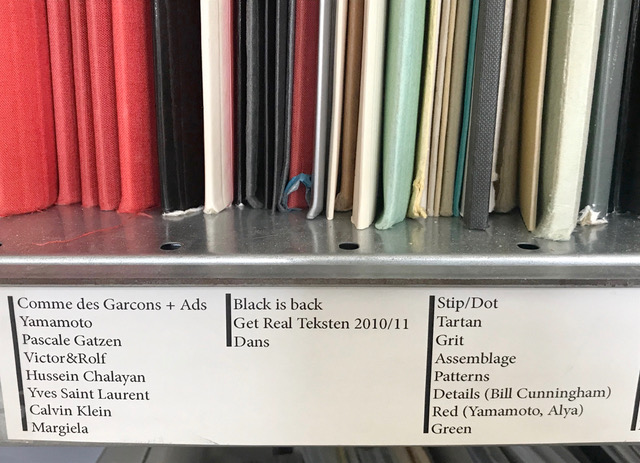 Comme des Garcons + Ads
Yamamoto
Pascale Gatzen
Victor&Rolf
Hussein Chalayan
Yves Saint Laurent
Calvin Klein
Margiela
Black is back
Get Real Teksten 2010/11
Dans
Stip/Dot
Tartan
Grit
Assemblage
Patterns
Details (Bill Cunningham)
Red (Yamamoto, Alya)
Green